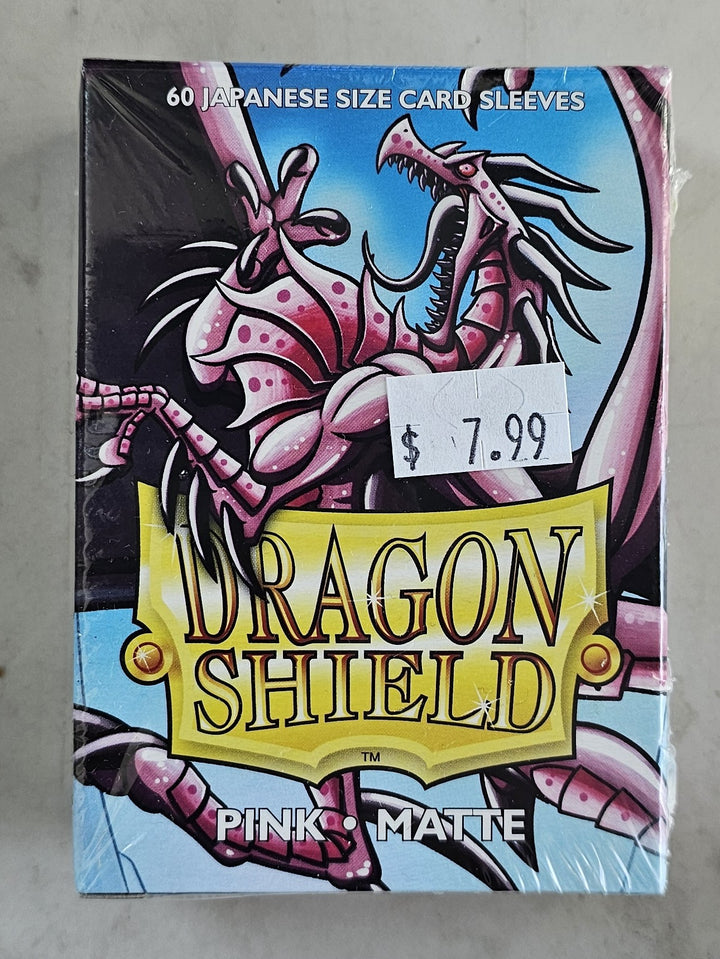 60 JAPANESE SIZE CARD SLEEVES
$ 7.99
DRAGON
SHIELD
TM
PINK • MATTE